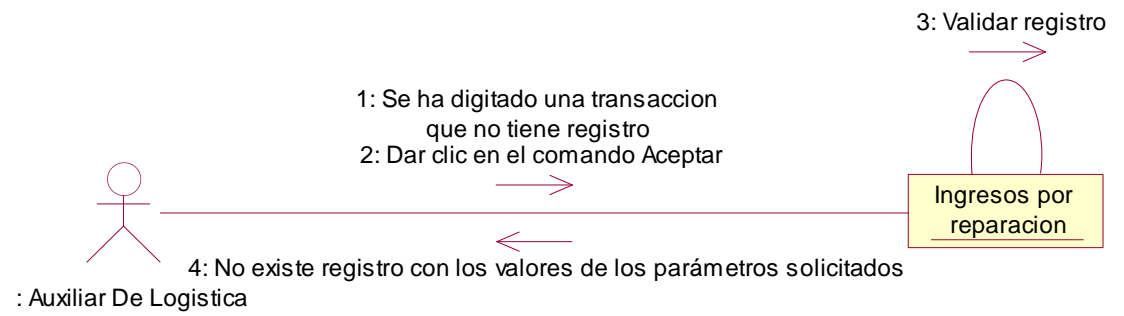 3: Validar registro
1: Se ha digitado una transaccion
que no tiene registro
2: Dar clic en el comando Aceptar
Ingresos por
reparacion
4: No existe registro con los valores de los parámetros solicitados
: Auxiliar De Logistica